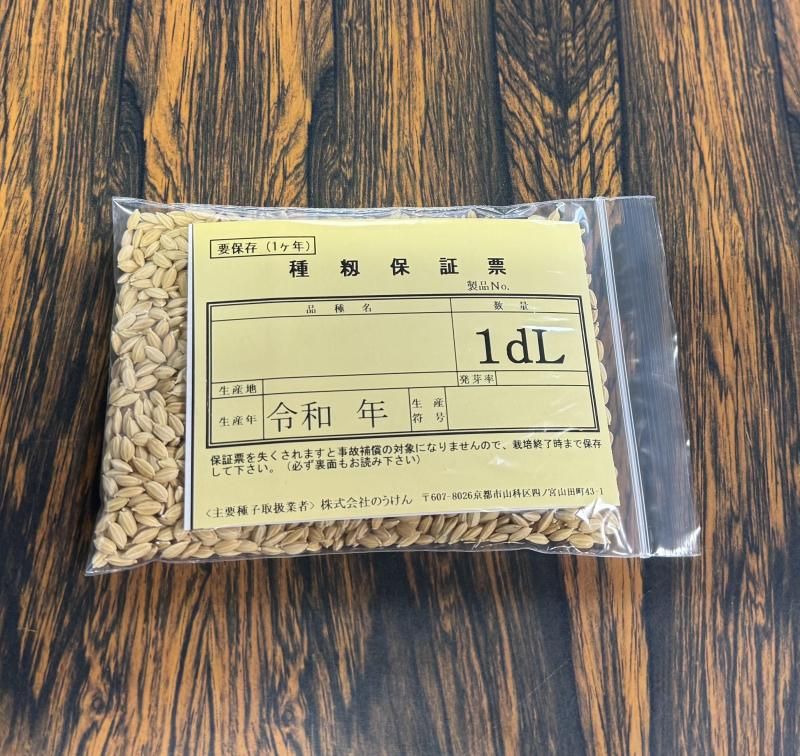 要保存（1ヶ年）
種籾保証票
製品No.
品種名 数量
1dL
生産地 発芽率
生産年 令和 年 生産符号
保証票を失くされますと事故補償の対象になりませんので、栽培終了時まで保存
して下さい。（必ず裏面もお読み下さい）
〈主要種子取扱業者〉株式会社のうけん 〒607-8026京都市山科区四ノ宮山田町43-1